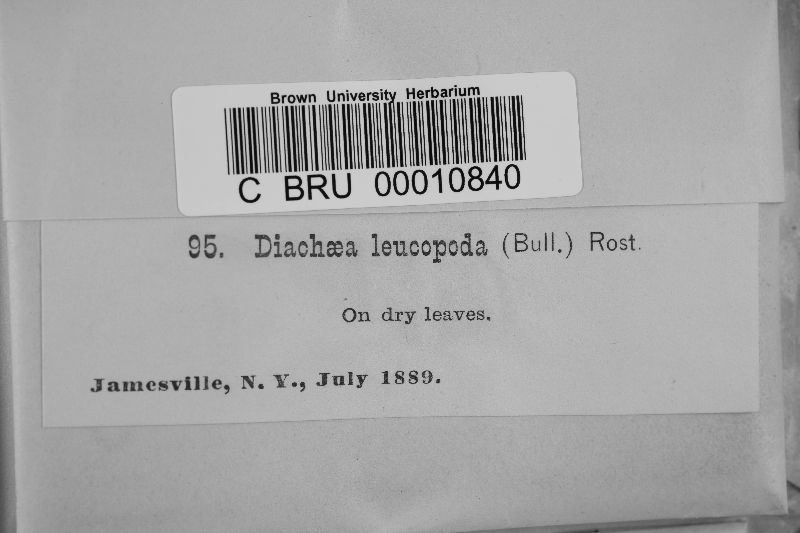 Brown University Herbarium
C BRU 00010840
95. Diachæa leucopoda (Bull.) Rost.
On dry leaves.
Jamesville, N. Y., July 1889.